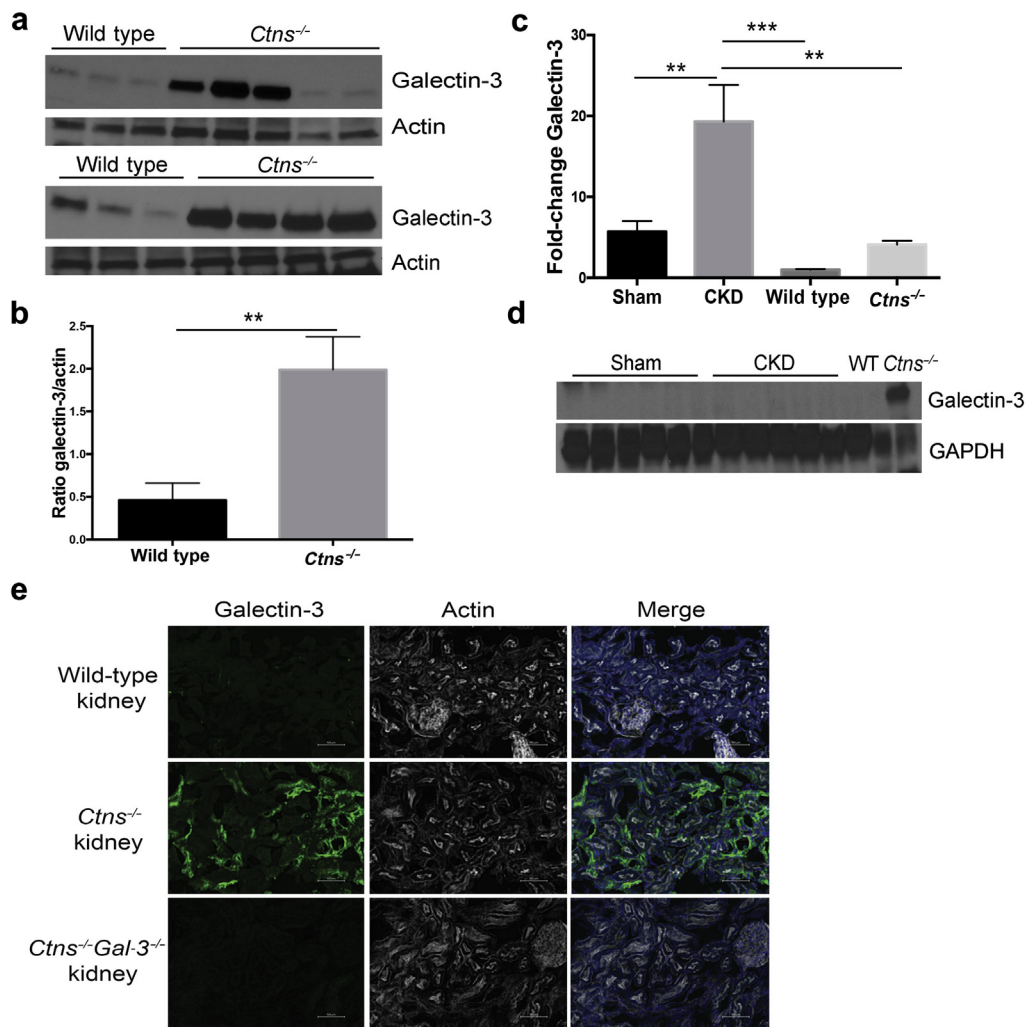 a
Wild type Ctns-/-
Galectin-3
Actin
Wild type Ctns-/-
Galectin-3
Actin
b
Ratio galectin-3/actin
2.5
2.0
1.5
1.0
0.5
0.0
**
Wild type Ctns-/-
c
Fold-change Galectin-3
30
20
10
0
***
** **
Sham CKD Wild type Ctns-/-
d
Sham CKD WT Ctns-/-
Galectin-3
GAPDH
e
Galectin-3 Actin Merge
Wild-type
kidney
Ctns-/-
kidney
Ctns-/-Gal-3-/-
kidney